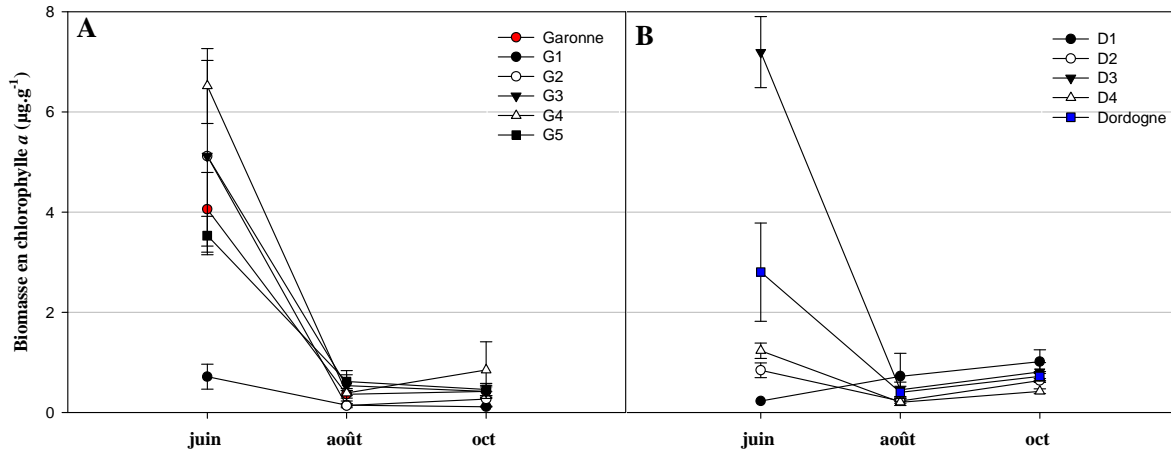 A
B
Biomasse en chlorophylle a (µg.g-1)
8
6
4
2
0
Garonne
G1
G2
G3
G4
G5
D1
D2
D3
D4
Dordogne
juin
août
oct
juin
août
oct